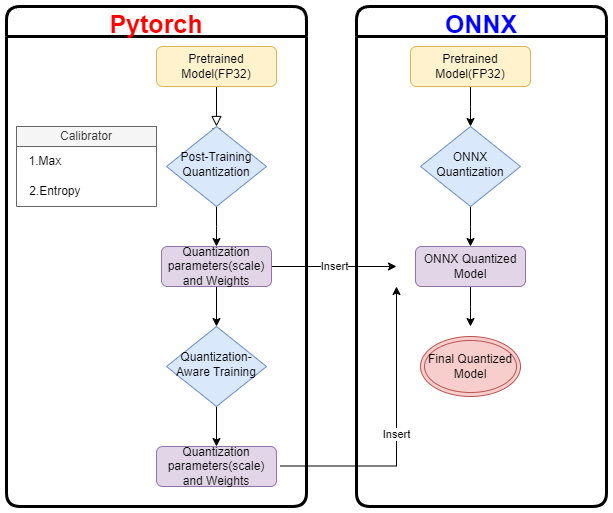 Pytorch
Pretrained
Model(FP32)
Calibrator
1.Max
2.Entropy
Post-Training
Quantization
Quantization
parameters(scale)
and Weights
Insert
Quantization-
Aware Training
Quantization
parameters(scale)
and Weights
Insert
ONNX
Pretrained
Model(FP32)
ONNX
Quantization
ONNX Quantized
Model
Final Quantized
Model